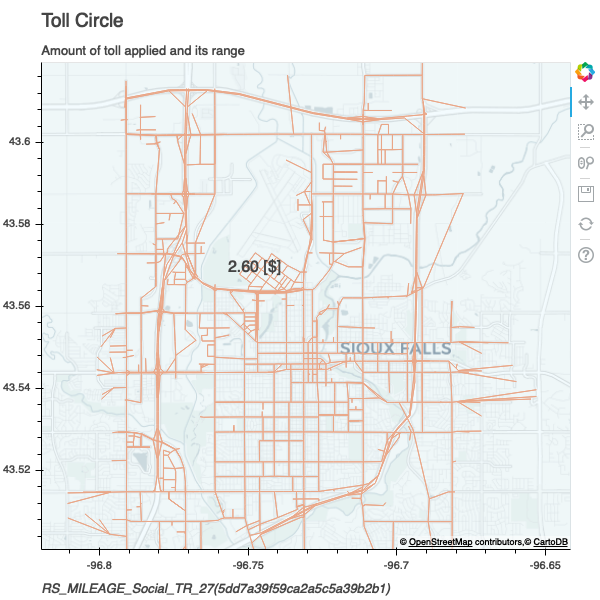 Toll Circle
Amount of toll applied and its range
43.6
43.58
2.60 [$]
43.56
SIOUX FALLS
43.54
43.52
© OpenStreetMap contributors,© CartoDB
-96.8
-96.75
-96.7
-96.65
RS_MILEAGE_Social_TR_27(5dd7a39f59ca2a5c5a39b2b1)